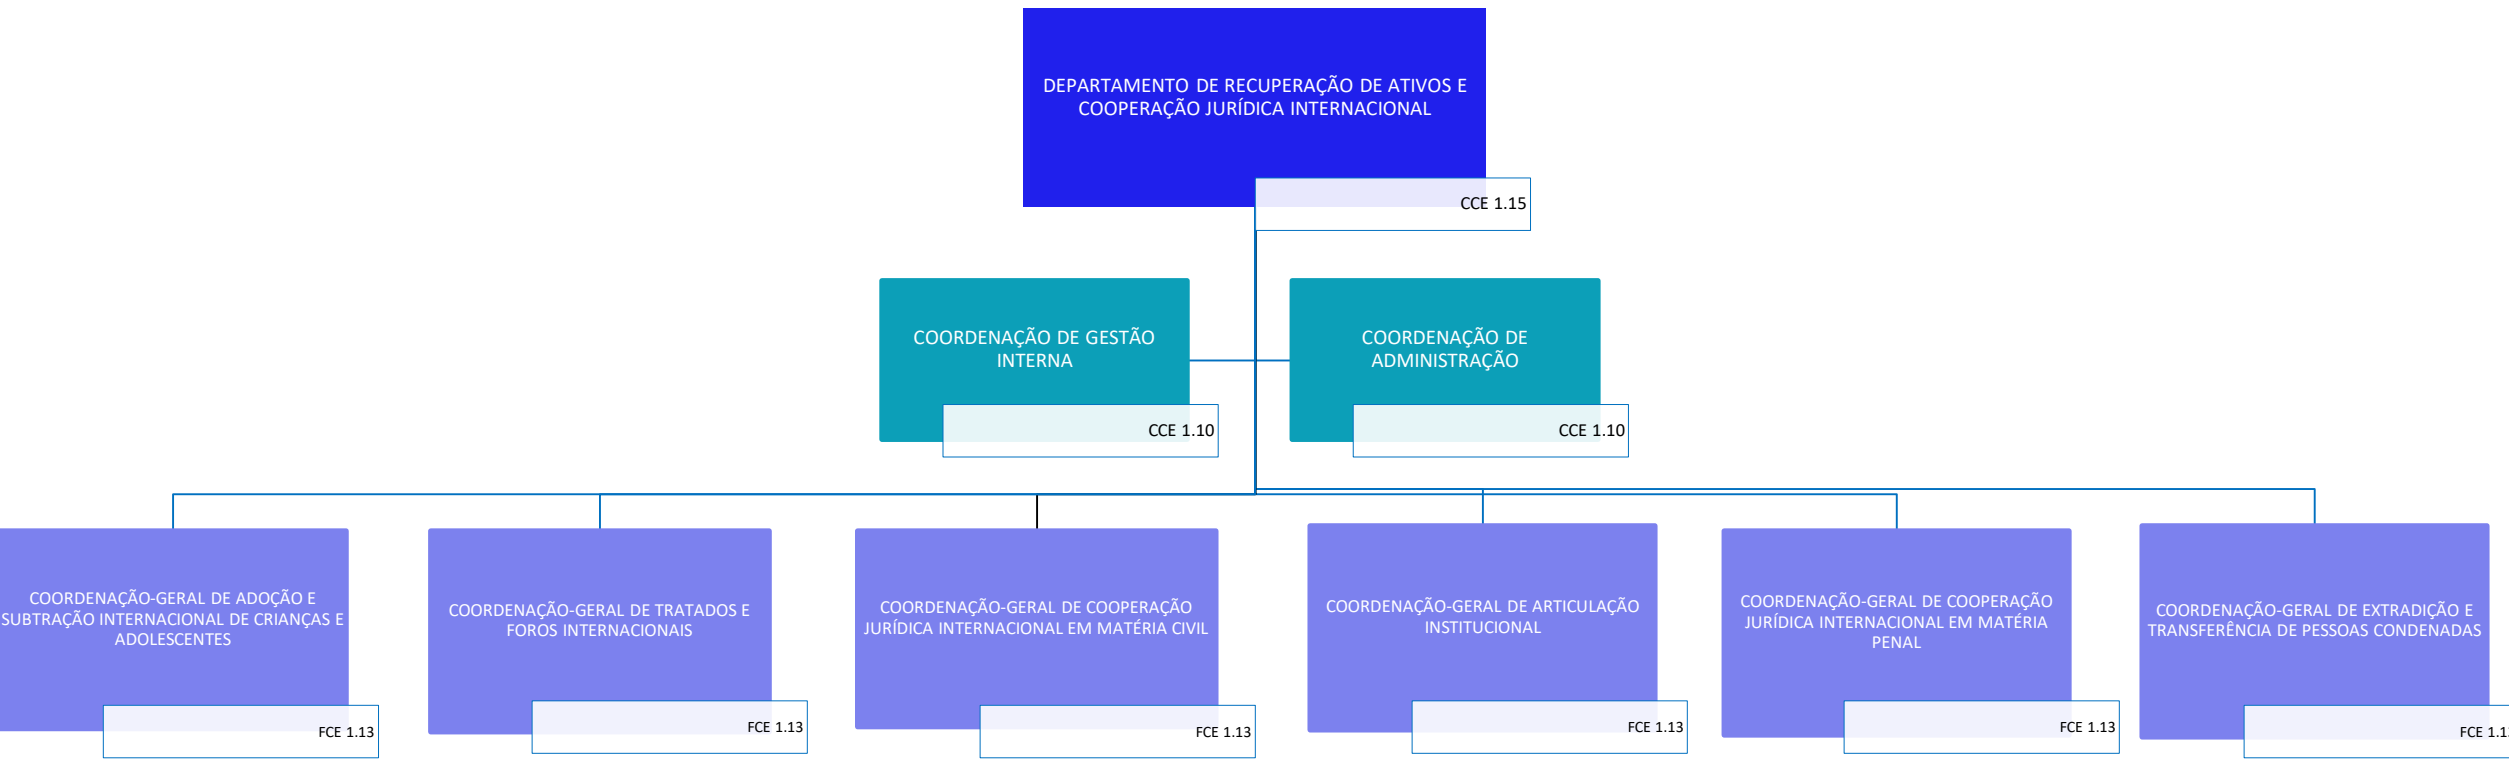 DEPARTAMENTO DE RECUPERAÇÃO DE ATIVOS E
COOPERAÇÃO JURÍDICA INTERNACIONAL
CCE 1.15
COORDENAÇÃO DE GESTÃO
INTERNA
CCE 1.10
COORDENAÇÃO DE
ADMINISTRAÇÃO
CCE 1.10
COORDENAÇÃO-GERAL DE ADOÇÃO E
SUBTRAÇÃO INTERNACIONAL DE CRIANÇAS E
ADOLESCENTES
FCE 1.13
COORDENAÇÃO-GERAL DE TRATADOS E
FOROS INTERNACIONAIS
FCE 1.13
COORDENAÇÃO-GERAL DE COOPERAÇÃO
JURÍDICA INTERNACIONAL EM MATÉRIA CIVIL
FCE 1.13
COORDENAÇÃO-GERAL DE ARTICULAÇÃO
INSTITUCIONAL
FCE 1.13
COORDENAÇÃO-GERAL DE COOPERAÇÃO
JURÍDICA INTERNACIONAL EM MATÉRIA
PENAL
FCE 1.13
COORDENAÇÃO-GERAL DE EXTRADIÇÃO E
TRANSFERÊNCIA DE PESSOAS CONDENADAS
FCE